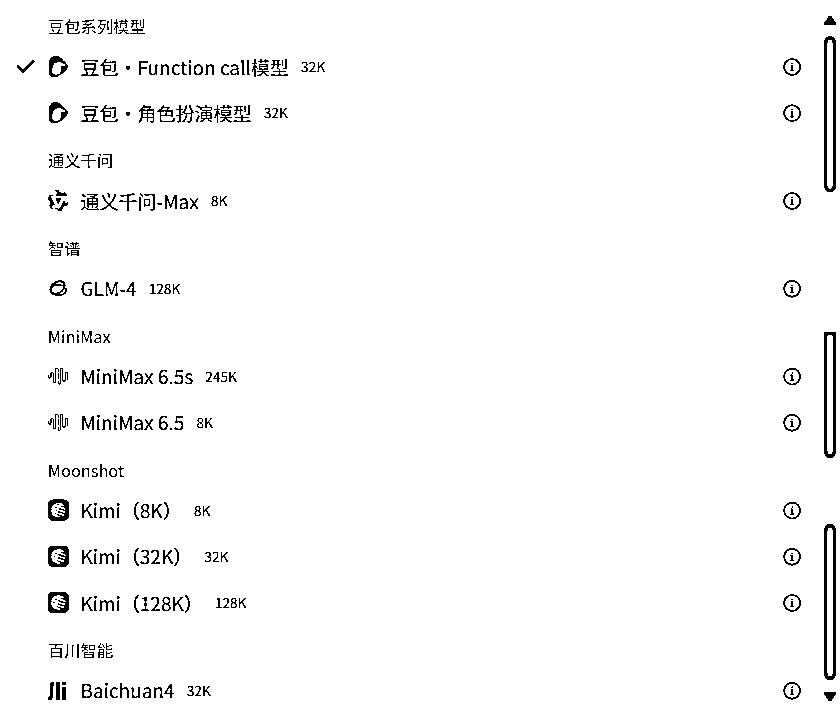 豆包系列模型
豆包・Function call模型 32K
豆包・角色扮演模型 32K
通义千问
通义千问-Max 8K
智谱
GLM-4 128K
MiniMax
MiniMax 6.5s 245K
MiniMax 6.5 8K
Moonshot
Kimi（8K） 8K
Kimi（32K） 32K
Kimi（128K） 128K
百川智能
Baichuan4 32K